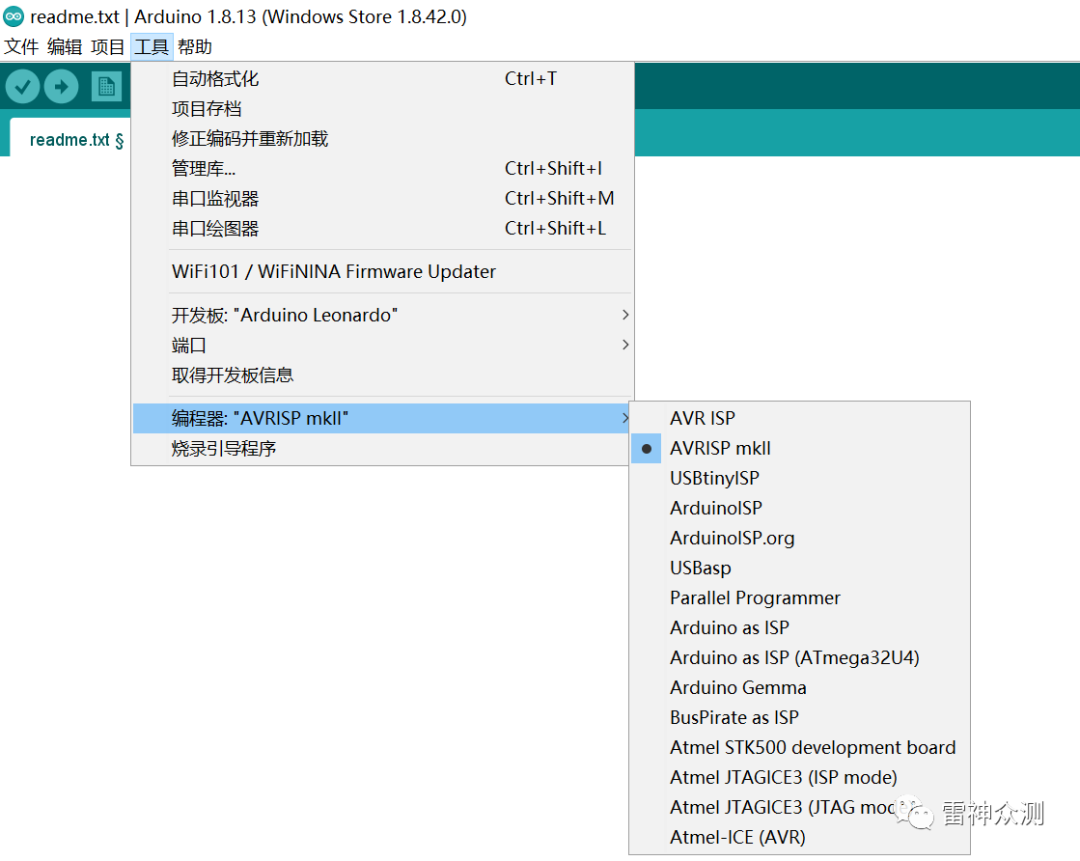 readme.txt | Arduino 1.8.13 (Windows Store 1.8.42.0)
文件 编辑 项目 工具 帮助
readme.txt §
自动格式化 Ctrl+T
项目存档
修正编码并重新加载
管理库... Ctrl+Shift+I
串口监视器 Ctrl+Shift+M
串口绘图器 Ctrl+Shift+L
WiFi101 / WiFiNINA Firmware Updater
开发板: "Arduino Leonardo"
端口
取得开发板信息
编程器: "AVRISP mkII"
烧录引导程序
AVR ISP
AVRISP mkII
USBtinyISP
ArduinoISP
ArduinoISP.org
USBasp
Parallel Programmer
Arduino as ISP
Arduino as ISP (ATmega32U4)
Arduino Gemma
BusPirate as ISP
Atmel STK500 development board
Atmel JTAGICE3 (ISP mode)
Atmel JTAGICE3 (JTAG mo
Atmel-ICE (AVR)
雷神众测